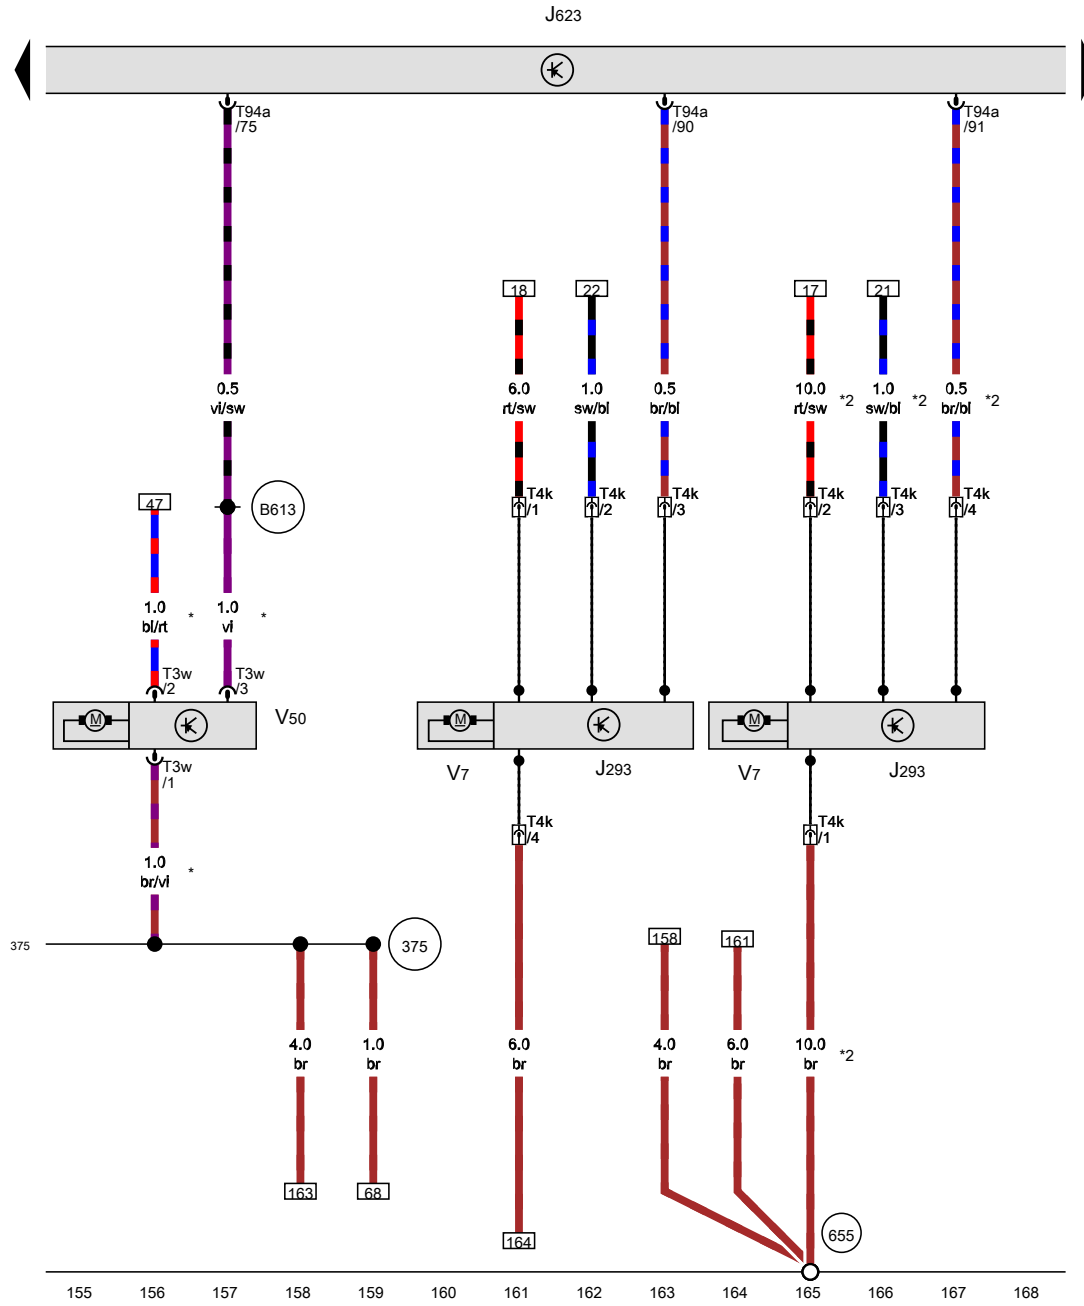 J623
T94a
/75
T94a
/90
T94a
/91
18
22
17
21
0.5
vi/sw
6.0
rt/sw
1.0
sw/bl
0.5
br/bl
10.0
rt/sw
*2
1.0
sw/bl
*2
0.5
br/bl
*2
47
B613
T4k
/1
T4k
/2
T4k
/3
T4k
/2
T4k
/3
T4k
/4
1.0
bl/rt
*
1.0
vi
*
T3w
/2
T3w
/3
M
V50
M
M
T3w
/1
V7
J293
V7
J293
T4k
/4
T4k
/1
1.0
br/vi
*
375
375
158
161
4.0
br
1.0
br
6.0
br
4.0
br
6.0
br
10.0
br
*2
163
68
164
655
155 156 157 158 159 160 161 162 163 164 165 166 167 168